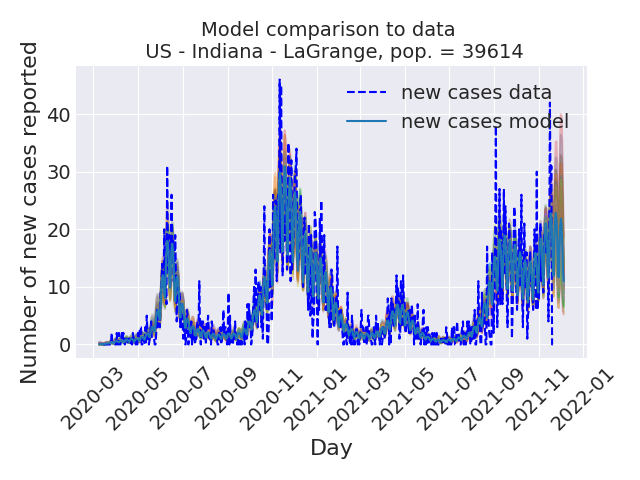 Model comparison to data
US - Indiana - LaGrange, pop. = 39614
Number of new cases reported
40
30
20
10
0
new cases data
new cases model
2020-03
2020-05
2020-07
2020-09
2020-11
2021-01
2021-03
2021-05
2021-07
2021-09
2021-11
2022-01
Day